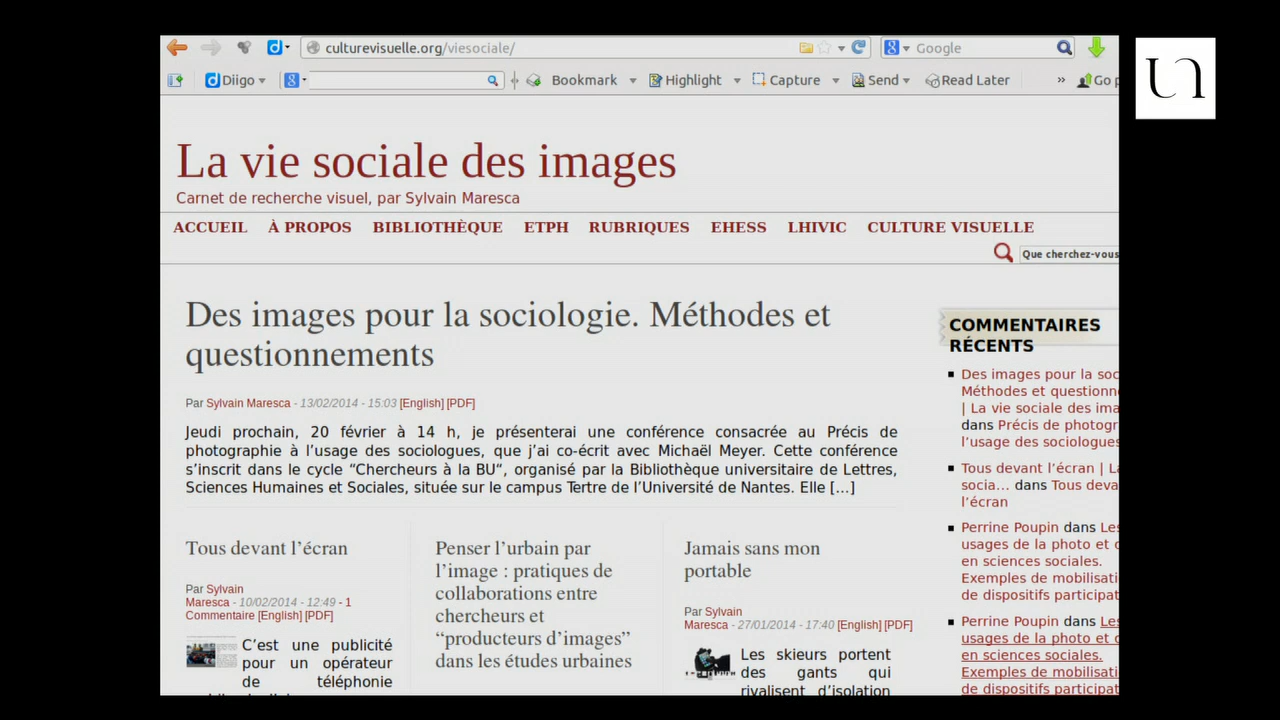 culturevisuelle.org/viesociale/
Google
Diigo
Bookmark Highlight Capture Send Read Later » Go
La vie sociale des images
Carnet de recherche visuel, par Sylvain Maresca
ACCUEIL À PROPOS BIBLIOTHÈQUE ETPH RUBRIQUES EHESS LHIVIC CULTURE VISUELLE
Que cherchez-vous
Des images pour la sociologie. Méthodes et
questionnements
Par Sylvain Maresca - 13/02/2014 - 15:03 [English] [PDF]
Jeudi prochain, 20 février à 14 h, je présenterai une conférence consacrée au Précis de
photographie à l’usage des sociologues, que j’ai co-écrit avec Michaël Meyer. Cette conférence
s’inscrit dans le cycle “Chercheurs à la BU“, organisé par la Bibliothèque universitaire de Lettres,
Sciences Humaines et Sociales, située sur le campus Tertre de l’Université de Nantes. Elle [...]
Tous devant l’écran
Par Sylvain
Maresca - 10/02/2014 - 12:49 - 1
Commentaire [English] [PDF]
C’est une publicité
pour un opérateur
de téléphonie
Penser l’urbain par
l’image : pratiques de
collaborations entre
chercheurs et
“producteurs d’images”
dans les études urbaines
Jamais sans mon
portable
Par Sylvain
Maresca - 27/01/2014 - 17:40 [English] [PDF]
Les skieurs portent
des gants qui
rivalisent d’isolation
COMMENTAIRES
RÉCENTS
Des images pour la soc
Méthodes et questionn
| La vie sociale des ima
dans Précis de photogr
l’usage des sociologues
Tous devant l’écran | La
socia... dans Tous deva
l’écran
Perrine Poupin dans Les
usages de la photo et d
en sciences sociales.
Exemples de mobilisati
de dispositifs participat
Perrine Poupin dans Les
usages de la photo et d
en sciences sociales.
Exemples de mobilisati
de dispositifs participat